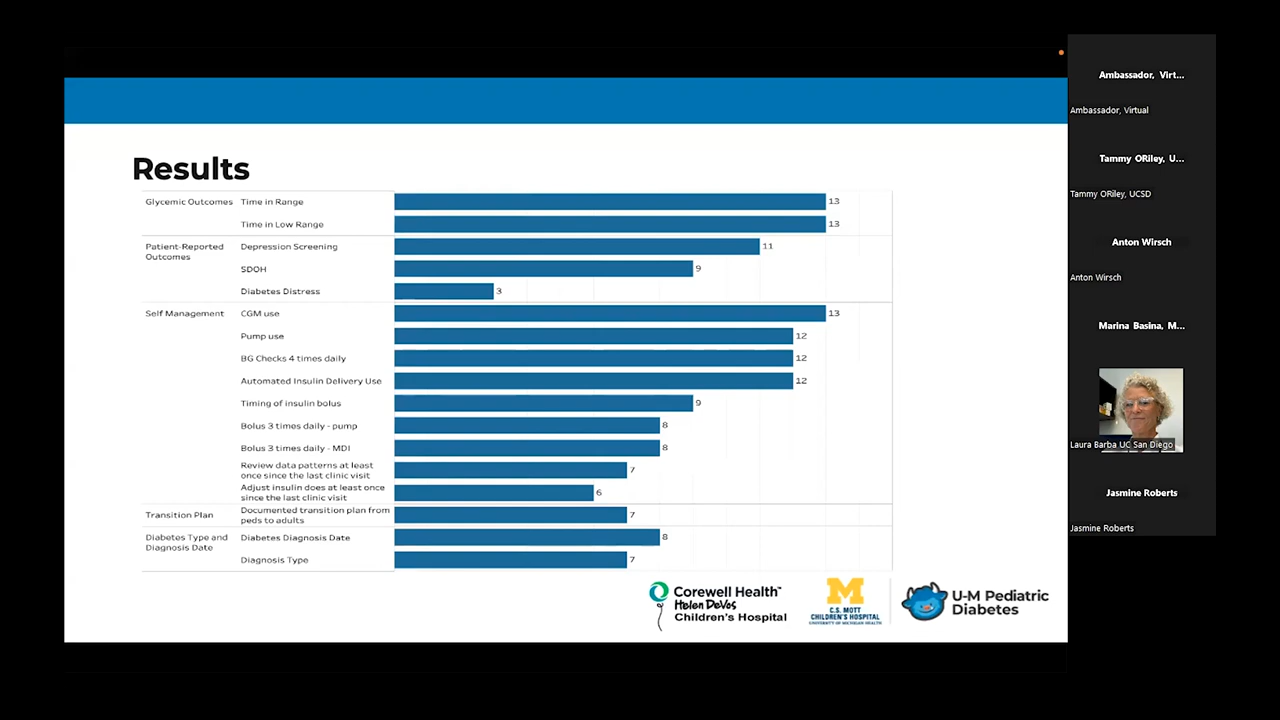 Results
Glycemic Outcomes Time in Range 13
Time in Low Range 13
Patient-Reported Outcomes Depression Screening 11
SDOH 9
Diabetes Distress 3
Self Management CGM use 13
Pump use 12
BG Checks 4 times daily 12
Automated Insulin Delivery Use 12
Timing of insulin bolus 9
Bolus 3 times daily - pump 8
Bolus 3 times daily - MDI 8
Review data patterns at least
once since the last clinic visit 7
Adjust insulin does at least once
since the last clinic visit 6
Transition Plan Documented transition plan from
peds to adults 7
Diabetes Type and
Diagnosis Date Diabetes Diagnosis Date 8
Diagnosis Type 7
Corewell Health™
Helen DeVos
Children's Hospital
M
C.S. MOTT
CHILDREN'S HOSPITAL
UNIVERSITY OF MICHIGAN HEALTH
U-M Pediatric
Diabetes
Ambassador, Virt...
Ambassador, Virtual
Tammy ORiley, U...
Tammy ORiley, UCSD
Anton Wirsch
Anton Wirsch
Marina Basina, M...
Laura Barba UC San Diego
Jasmine Roberts
Jasmine Roberts